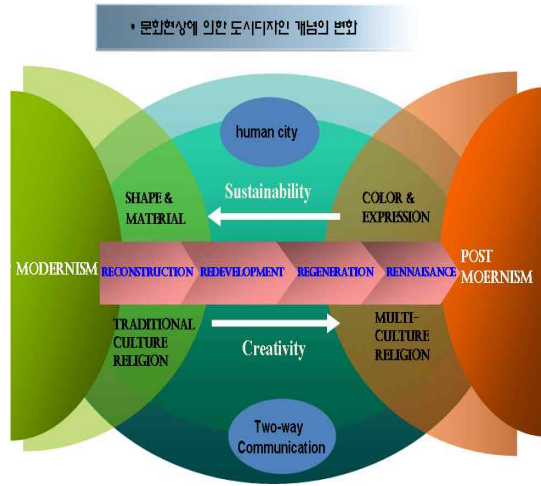 • 문화현상에 의한 도시디자인 개념의 변화
human city
SHAPE &
MATERIAL
Sustainability
COLOR &
EXPRESSION
MODERNISM
RECONSTRUCTION
REDEVELOPMENT
REGENERATION
RENNAISANCE
POST
MOERNISM
TRADITIONAL
CULTURE
RELIGION
Creativity
MULTI-
CULTURE
RELIGION
Two-way
Communication